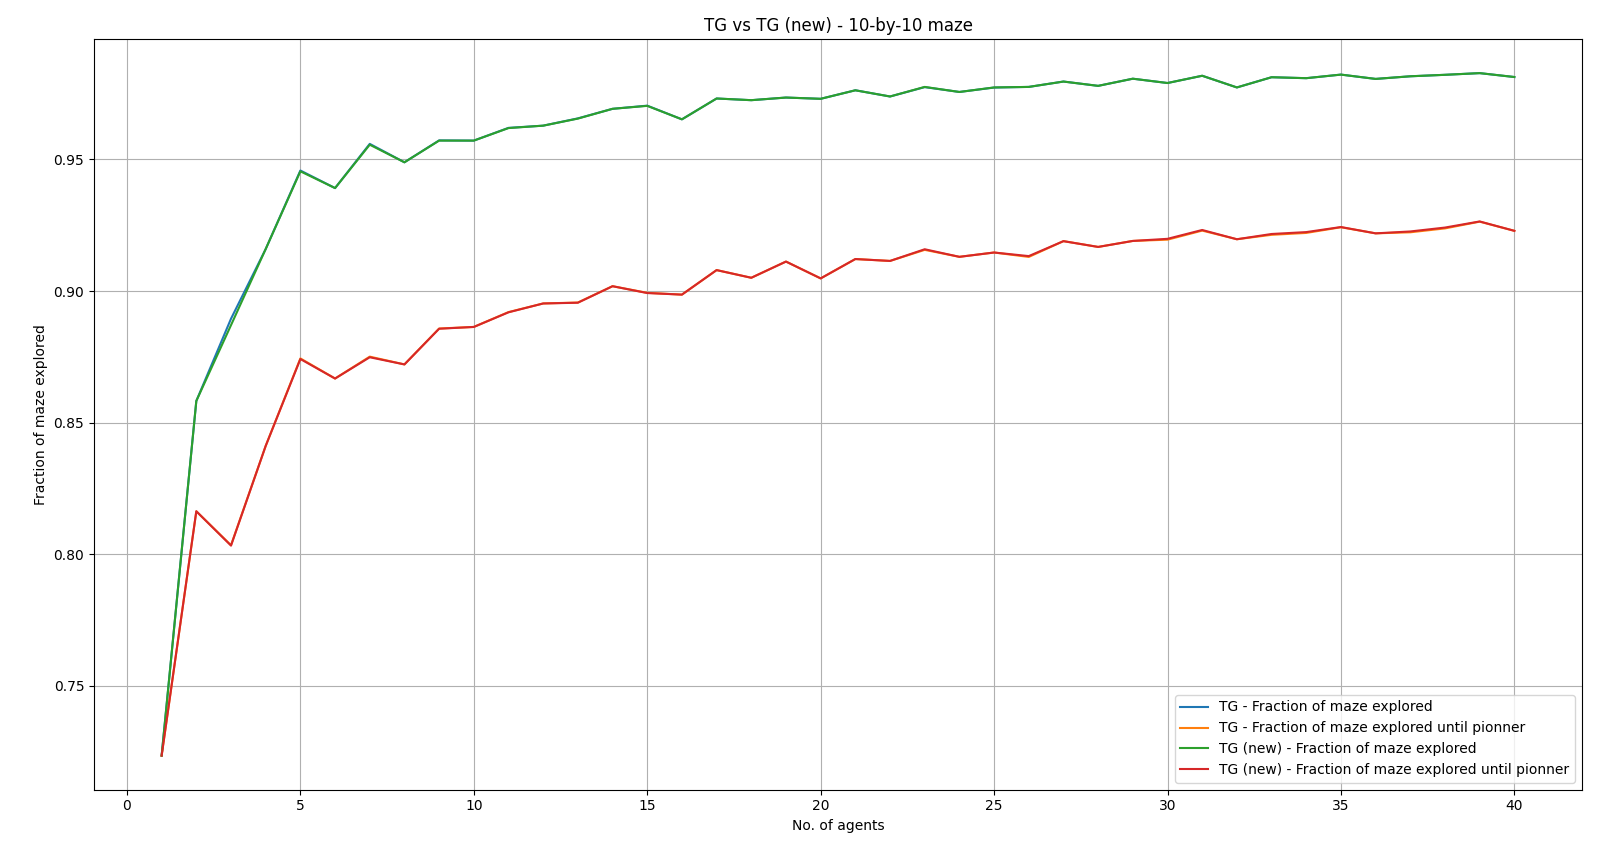 TG vs TG (new) - 10-by-10 maze
Fraction of maze explored
0.95
0.90
0.85
0.80
0.75
0 5 10 15 20 25 30 35 40
No. of agents
TG - Fraction of maze explored
TG - Fraction of maze explored until pionner
TG (new) - Fraction of maze explored
TG (new) - Fraction of maze explored until pionner